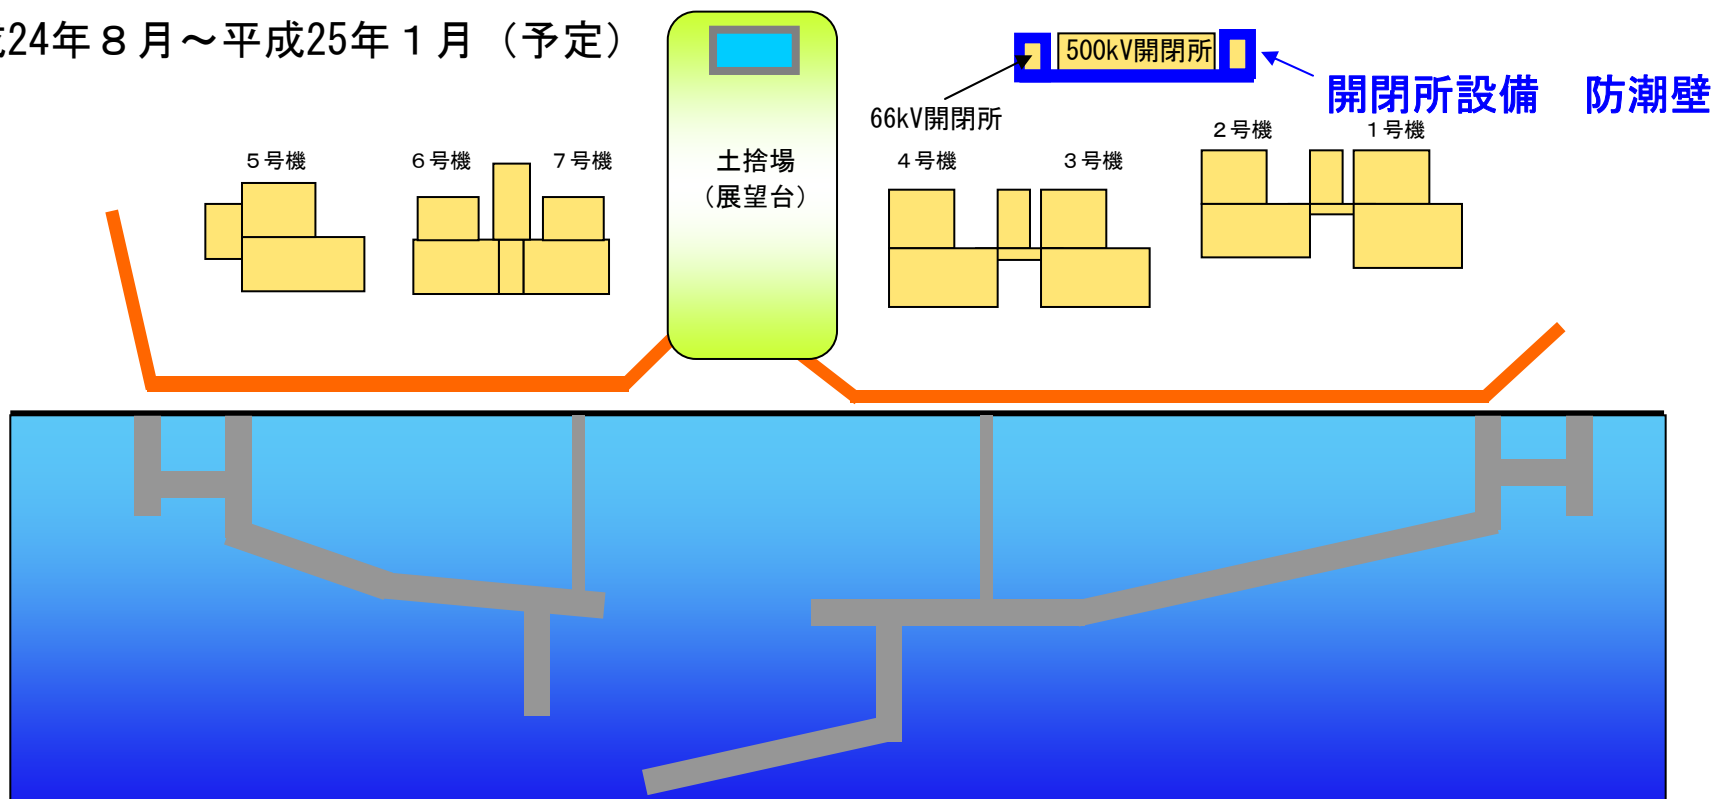 24年８月～平成25年１月（予定）
500kV開閉所
開閉所設備　防潮壁
66kV開閉所
２号機
１号機
５号機
６号機
７号機
土捨場
（展望台）
４号機
３号機